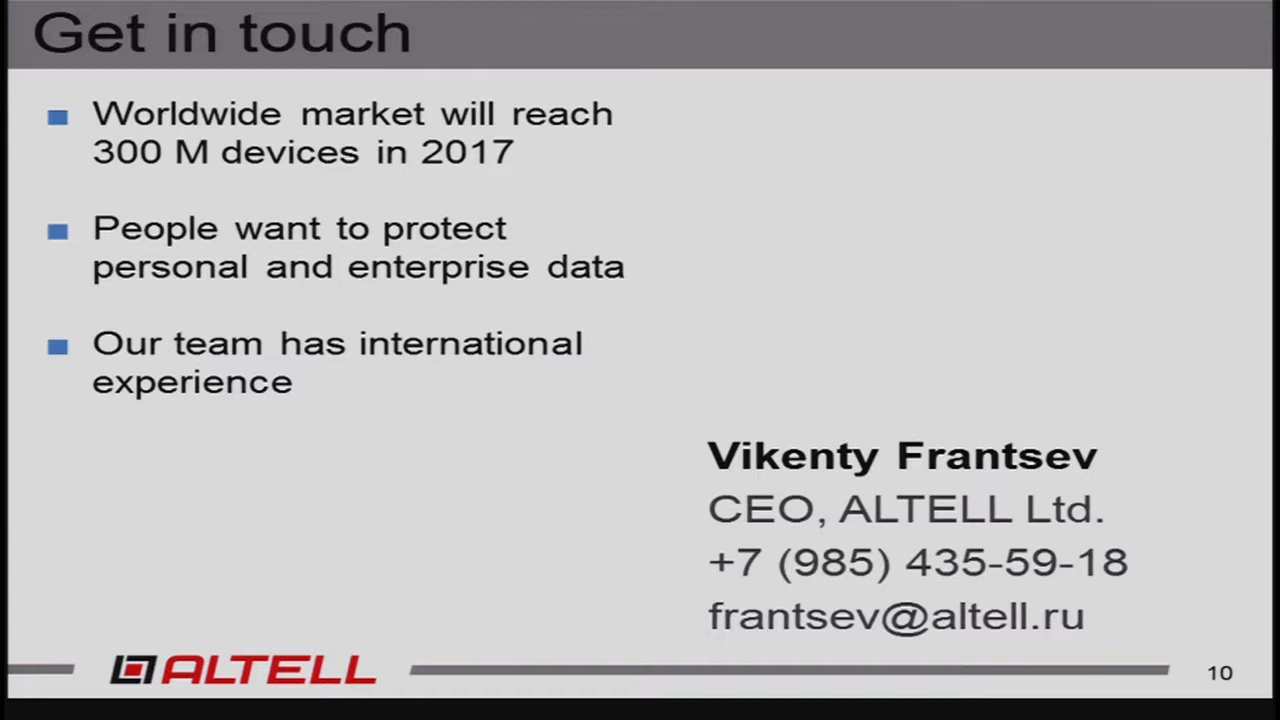 Get in touch
Worldwide market will reach
300 M devices in 2017
People want to protect
personal and enterprise data
Our team has international
experience
Vikenty Frantsev
CEO, ALTELL Ltd.
+7 (985) 435-59-18
frantsev@altell.ru
ALTELL
10